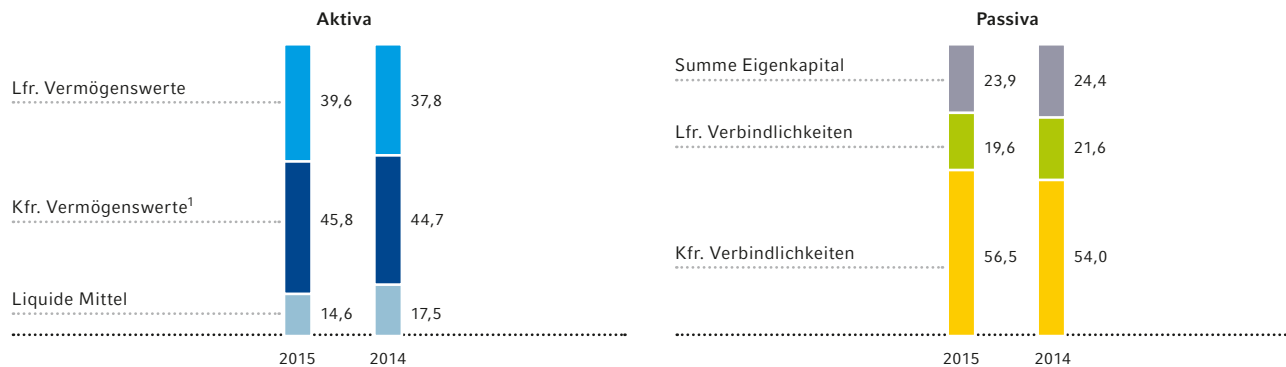 Aktiva
Lfr. Vermögenswerte
39,6
37,8
Kfr. Vermögenswerte1
45,8
44,7
Liquide Mittel
14,6
17,5
2015
2014
Passiva
Summe Eigenkapital
23,9
24,4
Lfr. Verbindlichkeiten
19,6
21,6
Kfr. Verbindlichkeiten
56,5
54,0
2015
2014